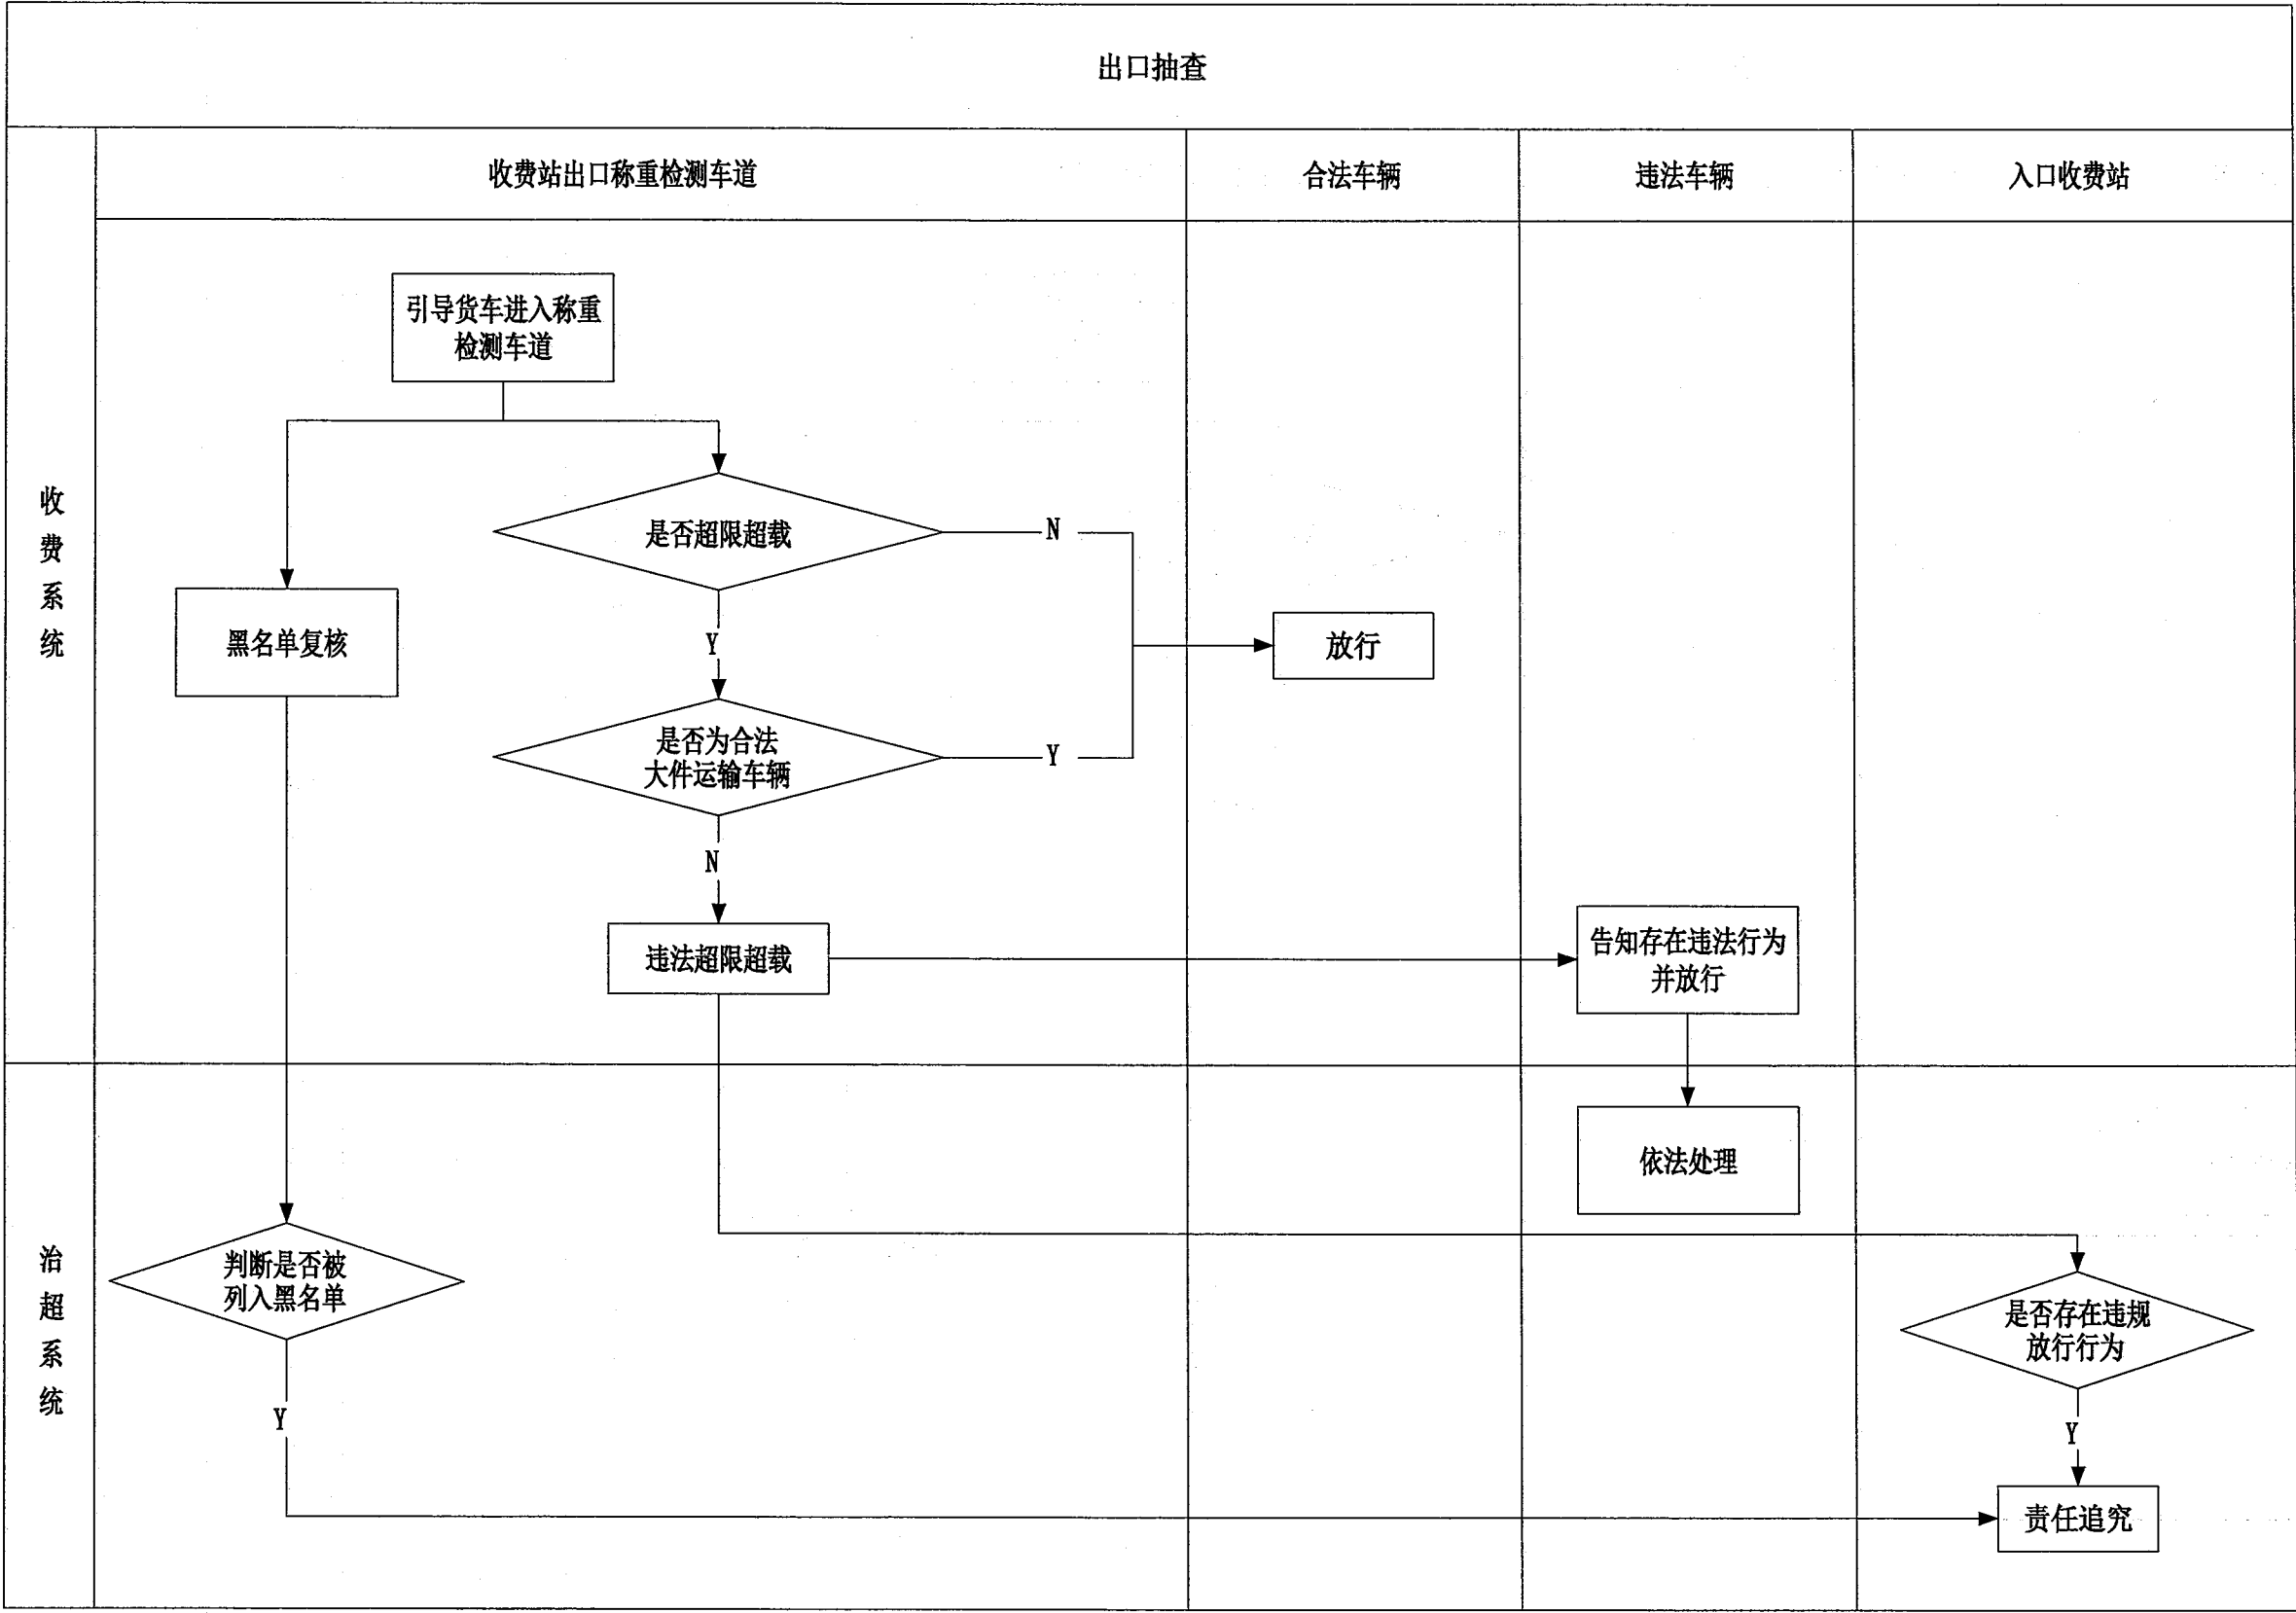 出口抽查
收费站出口称重检测车道
合法车辆
违法车辆
入口收费站
收费系统
引导货车进入称重
检测车道
是否超限超载
N
黑名单复核
Y
放行
是否为合法
大件运输车辆
Y
N
违法超限超载
告知存在违法行为
并放行
治超系统
依法处理
判断是否被
列入黑名单
是否存在违规
放行行为
Y
Y
责任追究